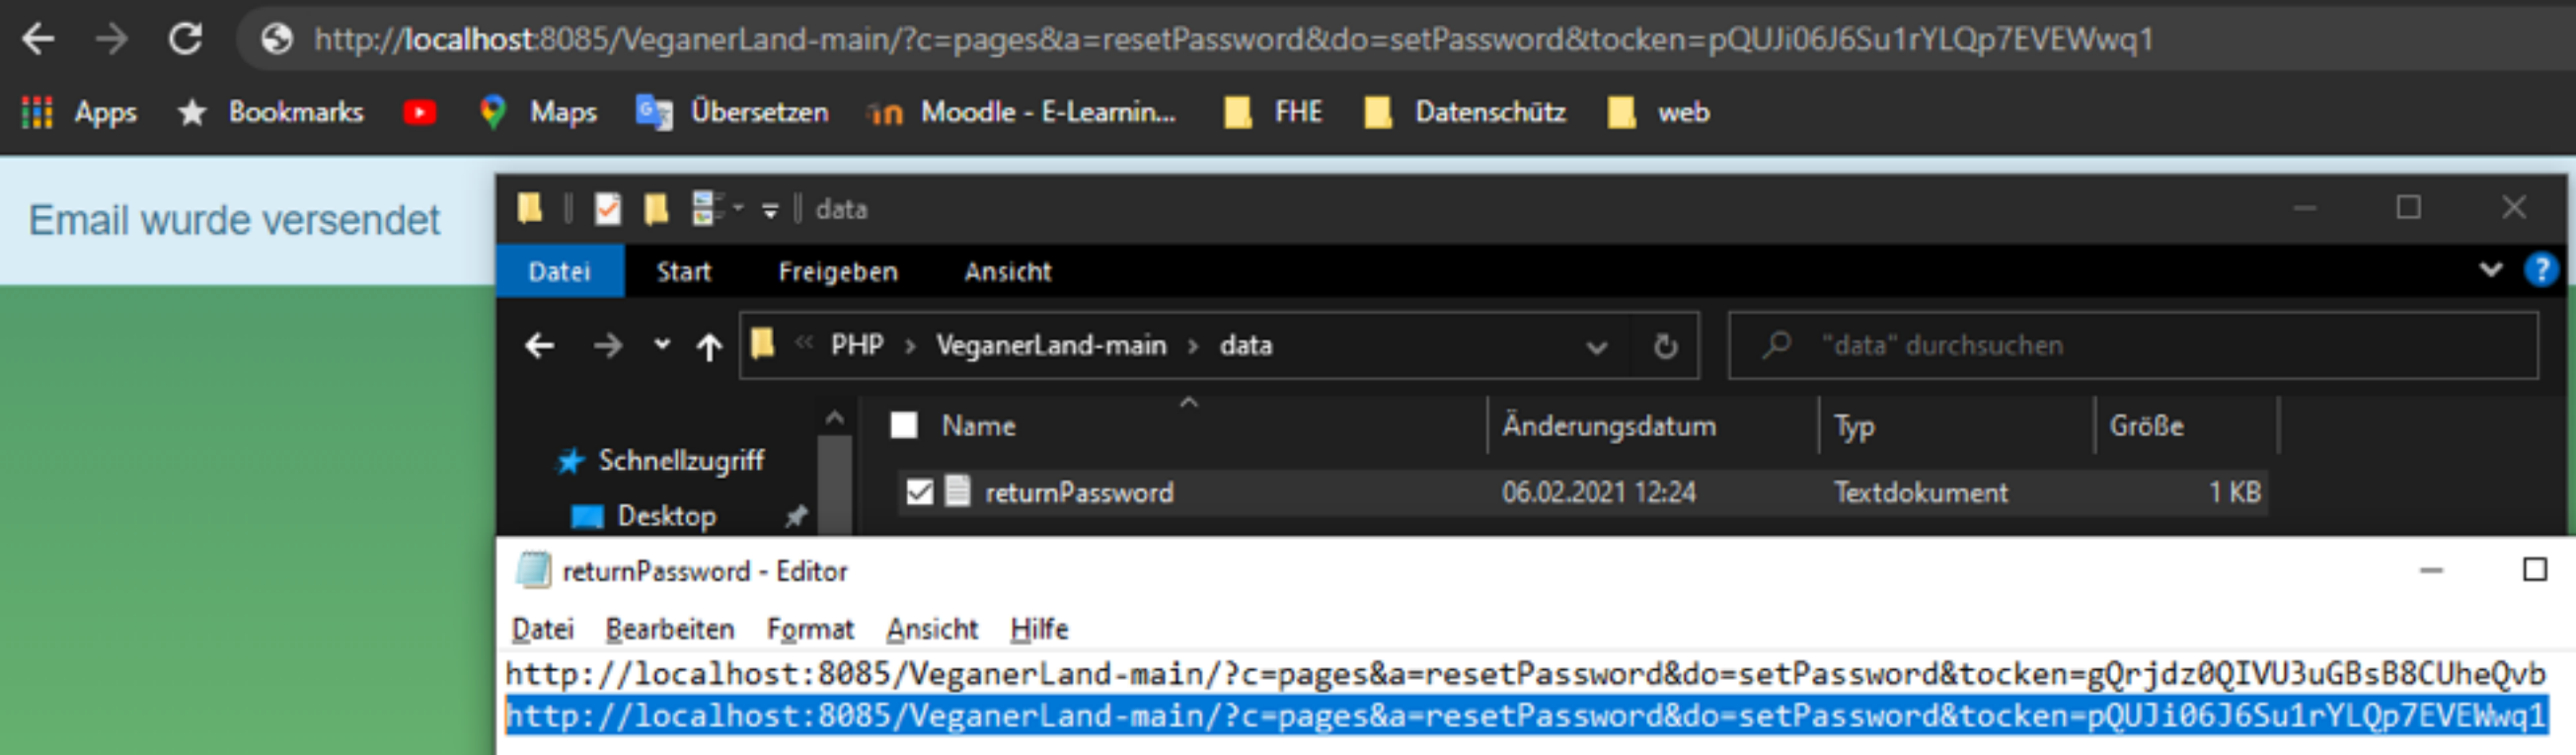 http://localhost:8085/VeganerLand-main/?c=pages&a=resetPassword&do=setPassword&tocken=pQUJi06J6Su1rYLQp7EVEWwq1
Apps Bookmarks Maps Übersetzen Moodle - E-Learnin... FHE Datenschütz web
Email wurde versendet
data
Datei Start Freigeben Ansicht
« PHP › VeganerLand-main › data
"data" durchsuchen
Name Änderungsdatum Typ Größe
Schnellzugriff
returnPassword 06.02.2021 12:24 Textdokument 1 KB
Desktop
returnPassword - Editor
Datei Bearbeiten Format Ansicht Hilfe
http://localhost:8085/VeganerLand-main/?c=pages&a=resetPassword&do=setPassword&tocken=gQrjdz0QIVU3uGBsB8CUheQvb
http://localhost:8085/VeganerLand-main/?c=pages&a=resetPassword&do=setPassword&tocken=pQUJi06J6Su1rYLQp7EVEWwq1